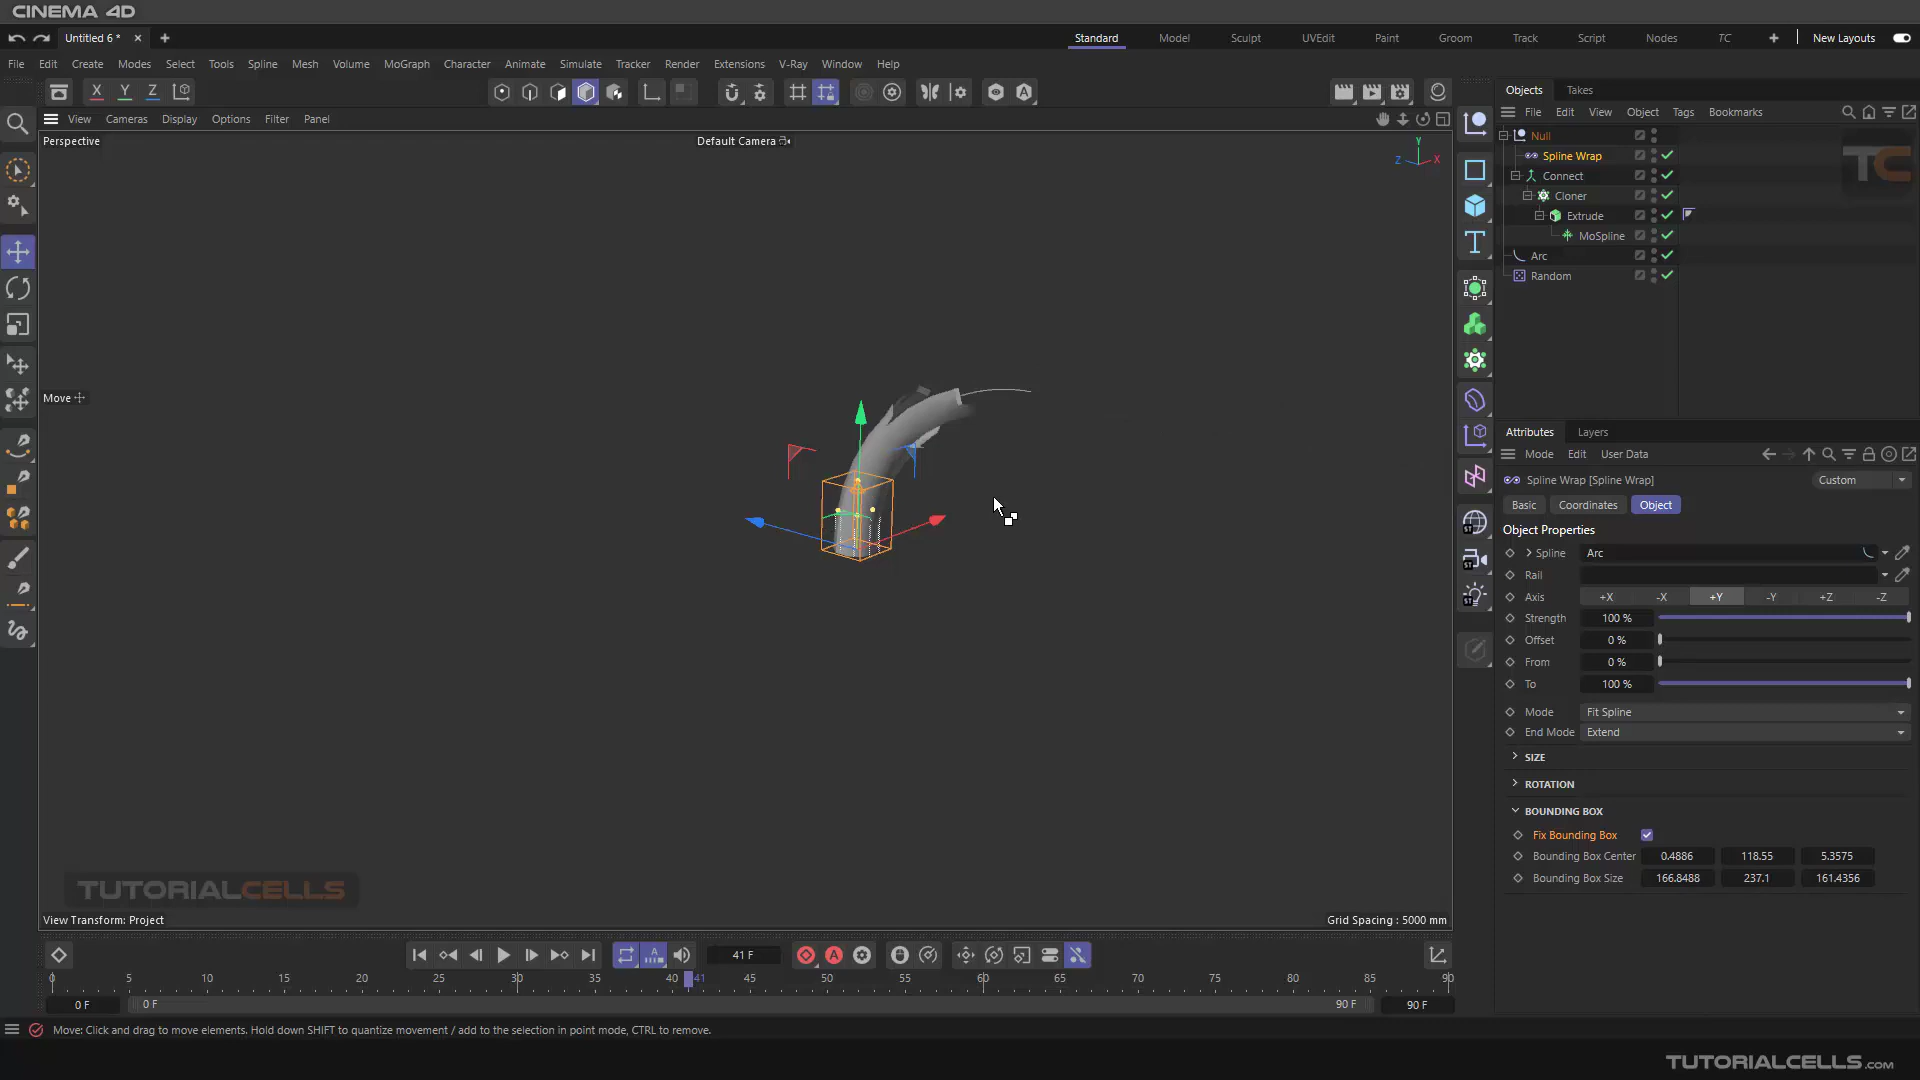 CINEMA 4D
Untitled 6 *
Standard Model Sculpt UVEdit Paint Groom Track Script Nodes TC New Layouts
File Edit Create Modes Select Tools Spline Mesh Volume MoGraph Character Animate Simulate Tracker Render Extensions V-Ray Window Help
X Y Z
Objects Takes
View Cameras Display Options Filter Panel
File Edit View Object Tags Bookmarks
Perspective
Default Camera
Y
Z X
Null
Spline Wrap
Connect
Cloner
Extrude
MoSpline
Arc
Random
TC
Move
Attributes Layers
Mode Edit User Data
Spline Wrap [Spline Wrap]
Custom
Basic Coordinates Object
Object Properties
Spline Arc
Rail
Axis +X -X +Y -Y +Z -Z
Strength 100 %
Offset 0 %
From 0 %
To 100 %
Mode Fit Spline
End Mode Extend
SIZE
ROTATION
BOUNDING BOX
Fix Bounding Box
Bounding Box Center 0.4886 118.55 5.3575
Bounding Box Size 166.8488 237.1 161.4356
TUTORIALCELLS
View Transform: Project
Grid Spacing : 5000 mm
41 F
0 5 10 15 20 25 30 35 40 41 45 50 55 60 65 70 75 80 85 90
0 F 0 F 90 F 90 F
Move: Click and drag to move elements. Hold down SHIFT to quantize movement / add to the selection in point mode, CTRL to remove.
TUTORIALCELLS.COM